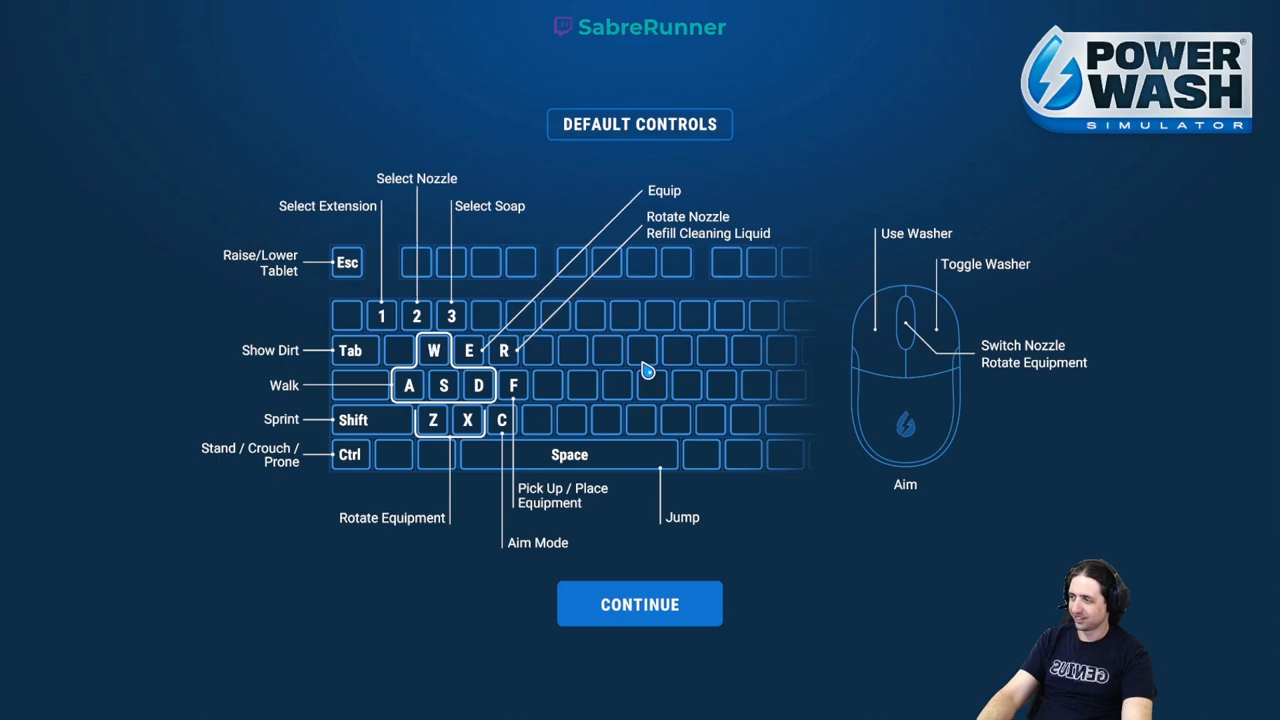 SabreRunner
POWER
WASH
SIMULATOR
DEFAULT CONTROLS
Select Nozzle
Select Extension
Select Soap
Equip
Rotate Nozzle
Refill Cleaning Liquid
Raise/Lower
Tablet
Esc
1 2 3
Show Dirt
Tab W E R
Walk
A S D F
Sprint
Shift Z X C
Stand / Crouch /
Prone
Ctrl Space
Rotate Equipment
Pick Up / Place
Equipment
Jump
Aim Mode
Use Washer
Toggle Washer
Switch Nozzle
Rotate Equipment
Aim
CONTINUE
GENIUS